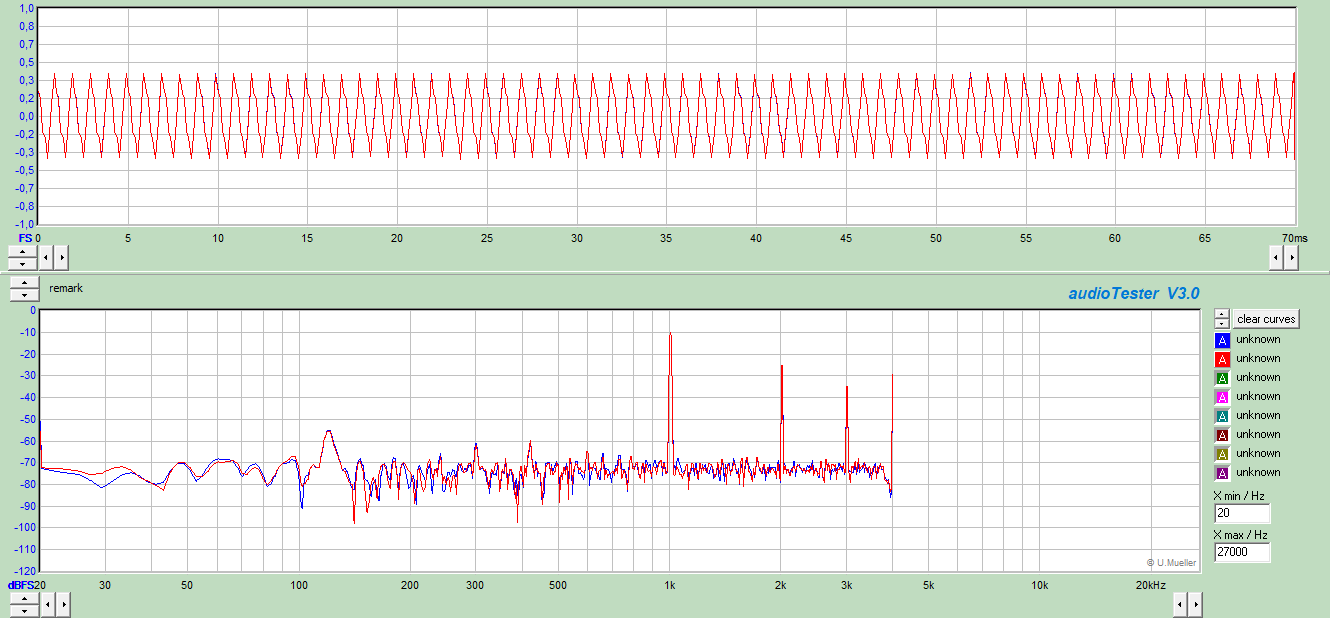 1,0
0,8
0,7
0,5
0,3
0,2
0,0
-0,2
-0,3
-0,5
-0,7
-0,8
-1,0
FS 0 5 10 15 20 25 30 35 40 45 50 55 60 65 70ms
remark
audioTester V3.0
0
-10
-20
-30
-40
-50
-60
-70
-80
-90
-100
-110
-120
© U.Mueller
dBFS 20 30 50 100 200 300 500 1k 2k 3k 5k 10k 20kHz
clear curves
A unknown
A unknown
A unknown
A unknown
A unknown
A unknown
A unknown
A unknown
X min / Hz
20
X max / Hz
27000